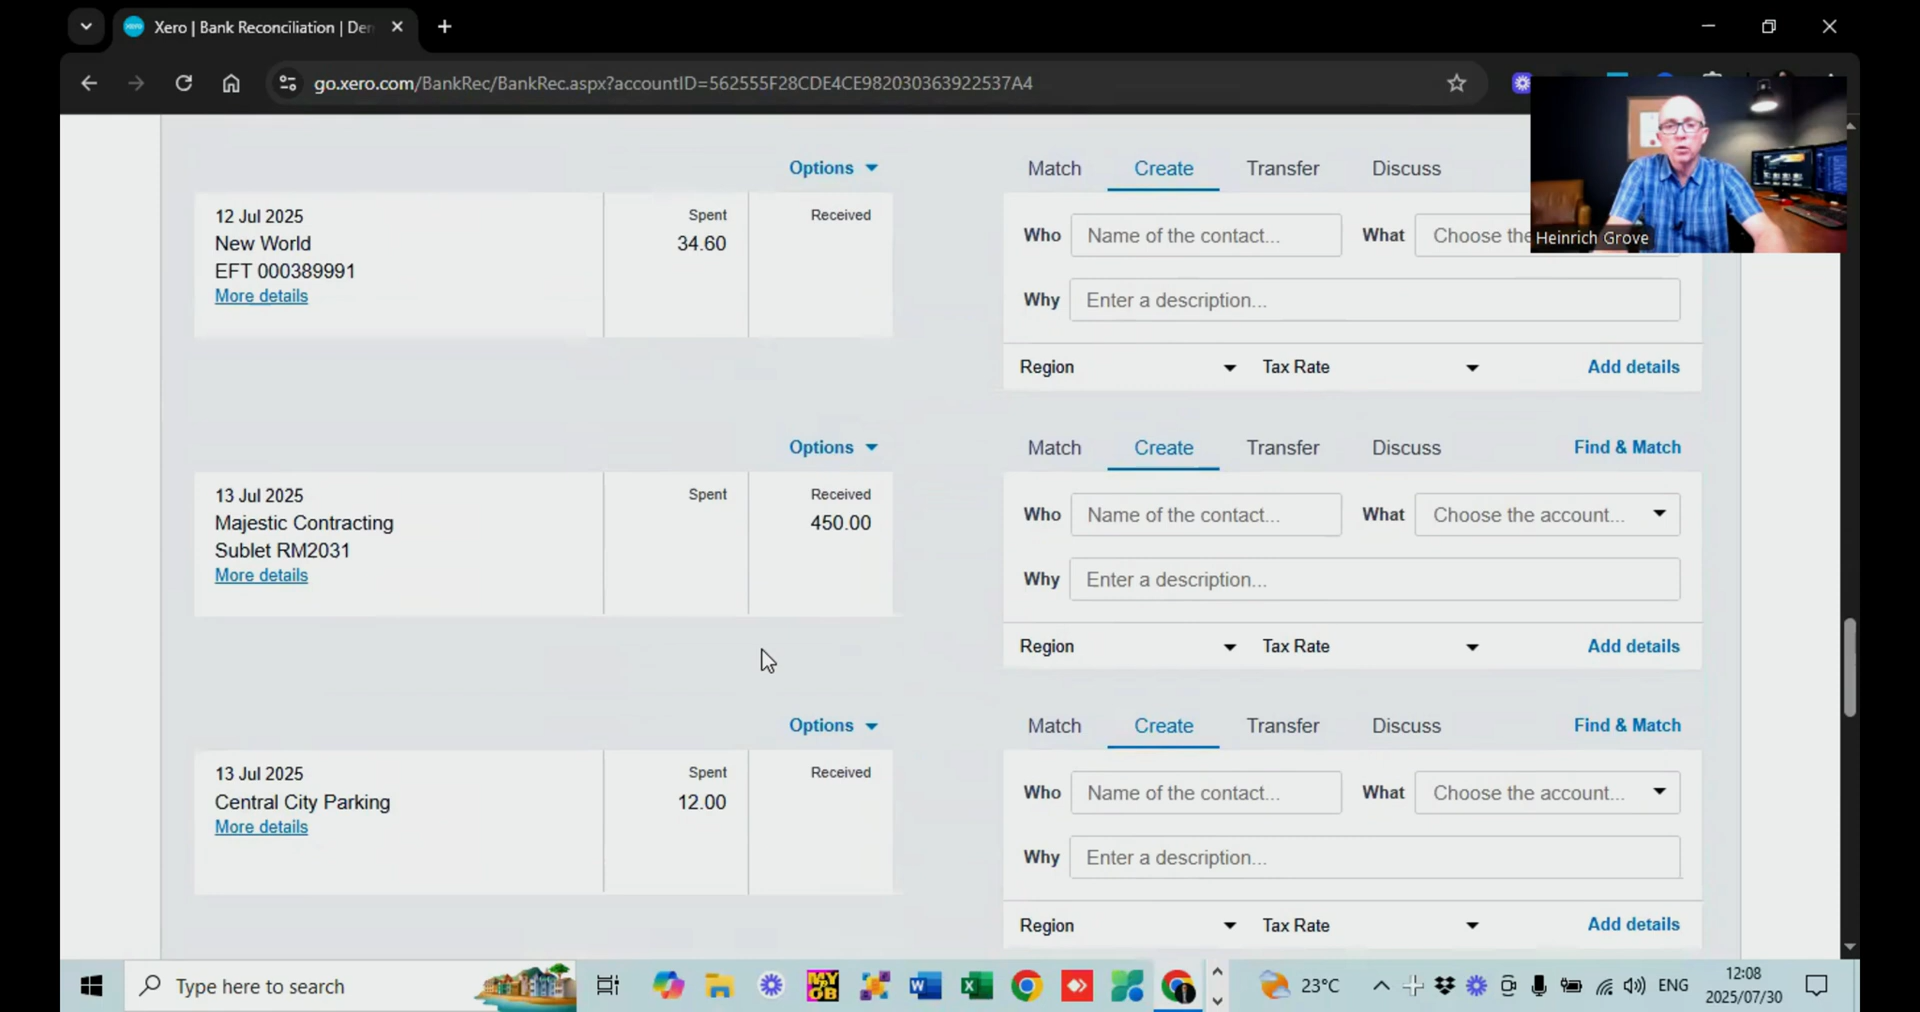 Xero | Bank Reconciliation | Der
go.xero.com/BankRec/BankRec.aspx?accountID=562555F28CDE4CE982030363922537A4
Heinrich Grove
Options
Match Create Transfer Discuss
12 Jul 2025
New World
EFT 000389991
More details
Spent
34.60
Received
Who Name of the contact... What Choose the
Why Enter a description...
Region Tax Rate Add details
Options
Match Create Transfer Discuss Find & Match
13 Jul 2025
Majestic Contracting
Sublet RM2031
More details
Spent
Received
450.00
Who Name of the contact... What Choose the account...
Why Enter a description...
Region Tax Rate Add details
Options
Match Create Transfer Discuss Find & Match
13 Jul 2025
Central City Parking
More details
Spent
12.00
Received
Who Name of the contact... What Choose the account...
Why Enter a description...
Region Tax Rate Add details
Type here to search
MY
OB
23°C
ENG
12:08
2025/07/30